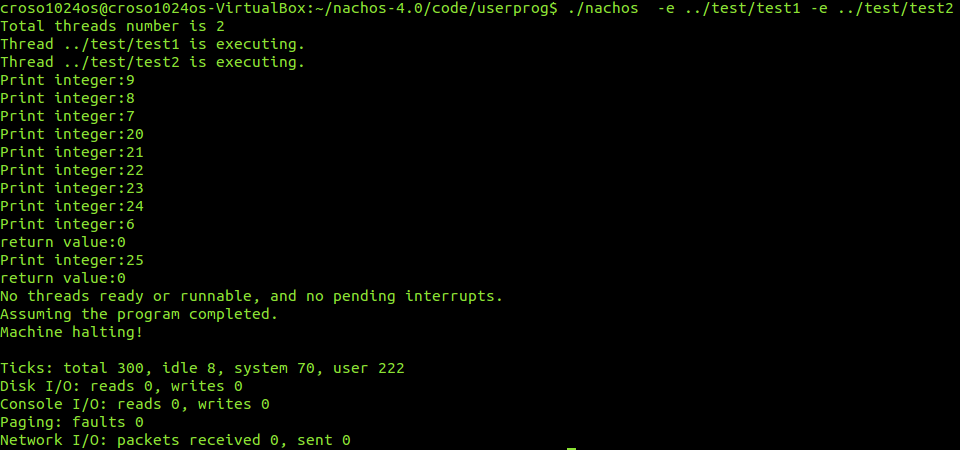 croso1024os@croso1024os-VirtualBox:~/nachos-4.0/code/userprog$ ./nachos  -e ../test/test1 -e ../test/test2
Total threads number is 2
Thread ../test/test1 is executing.
Thread ../test/test2 is executing.
Print integer:9
Print integer:8
Print integer:7
Print integer:20
Print integer:21
Print integer:22
Print integer:23
Print integer:24
Print integer:6
return value:0
Print integer:25
return value:0
No threads ready or runnable, and no pending interrupts.
Assuming the program completed.
Machine halting!

Ticks: total 300, idle 8, system 70, user 222
Disk I/O: reads 0, writes 0
Console I/O: reads 0, writes 0
Paging: faults 0
Network I/O: packets received 0, sent 0